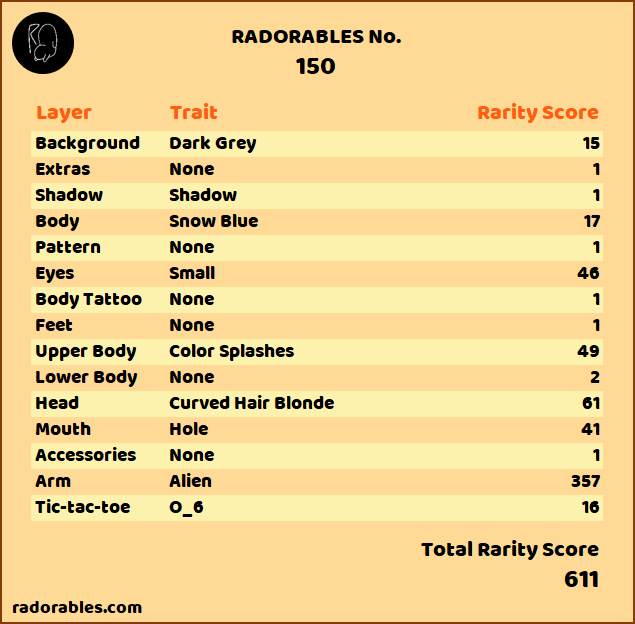 RADORABLES No.
150
Layer Trait Rarity Score
Background Dark Grey 15
Extras None 1
Shadow Shadow 1
Body Snow Blue 17
Pattern None 1
Eyes Small 46
Body Tattoo None 1
Feet None 1
Upper Body Color Splashes 49
Lower Body None 2
Head Curved Hair Blonde 61
Mouth Hole 41
Accessories None 1
Arm Alien 357
Tic-tac-toe O_6 16
Total Rarity Score
611
radorables.com